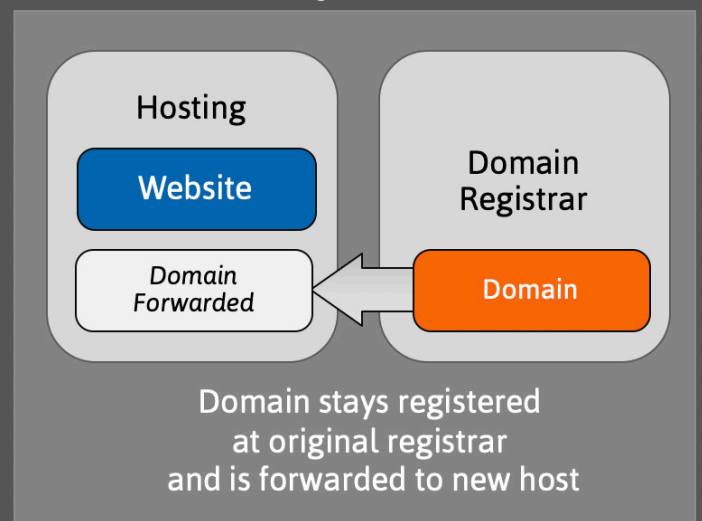 Hosting
Website
Domain
Forwarded
Domain
Registrar
Domain
Domain stays registered
at original registrar
and is forwarded to new host